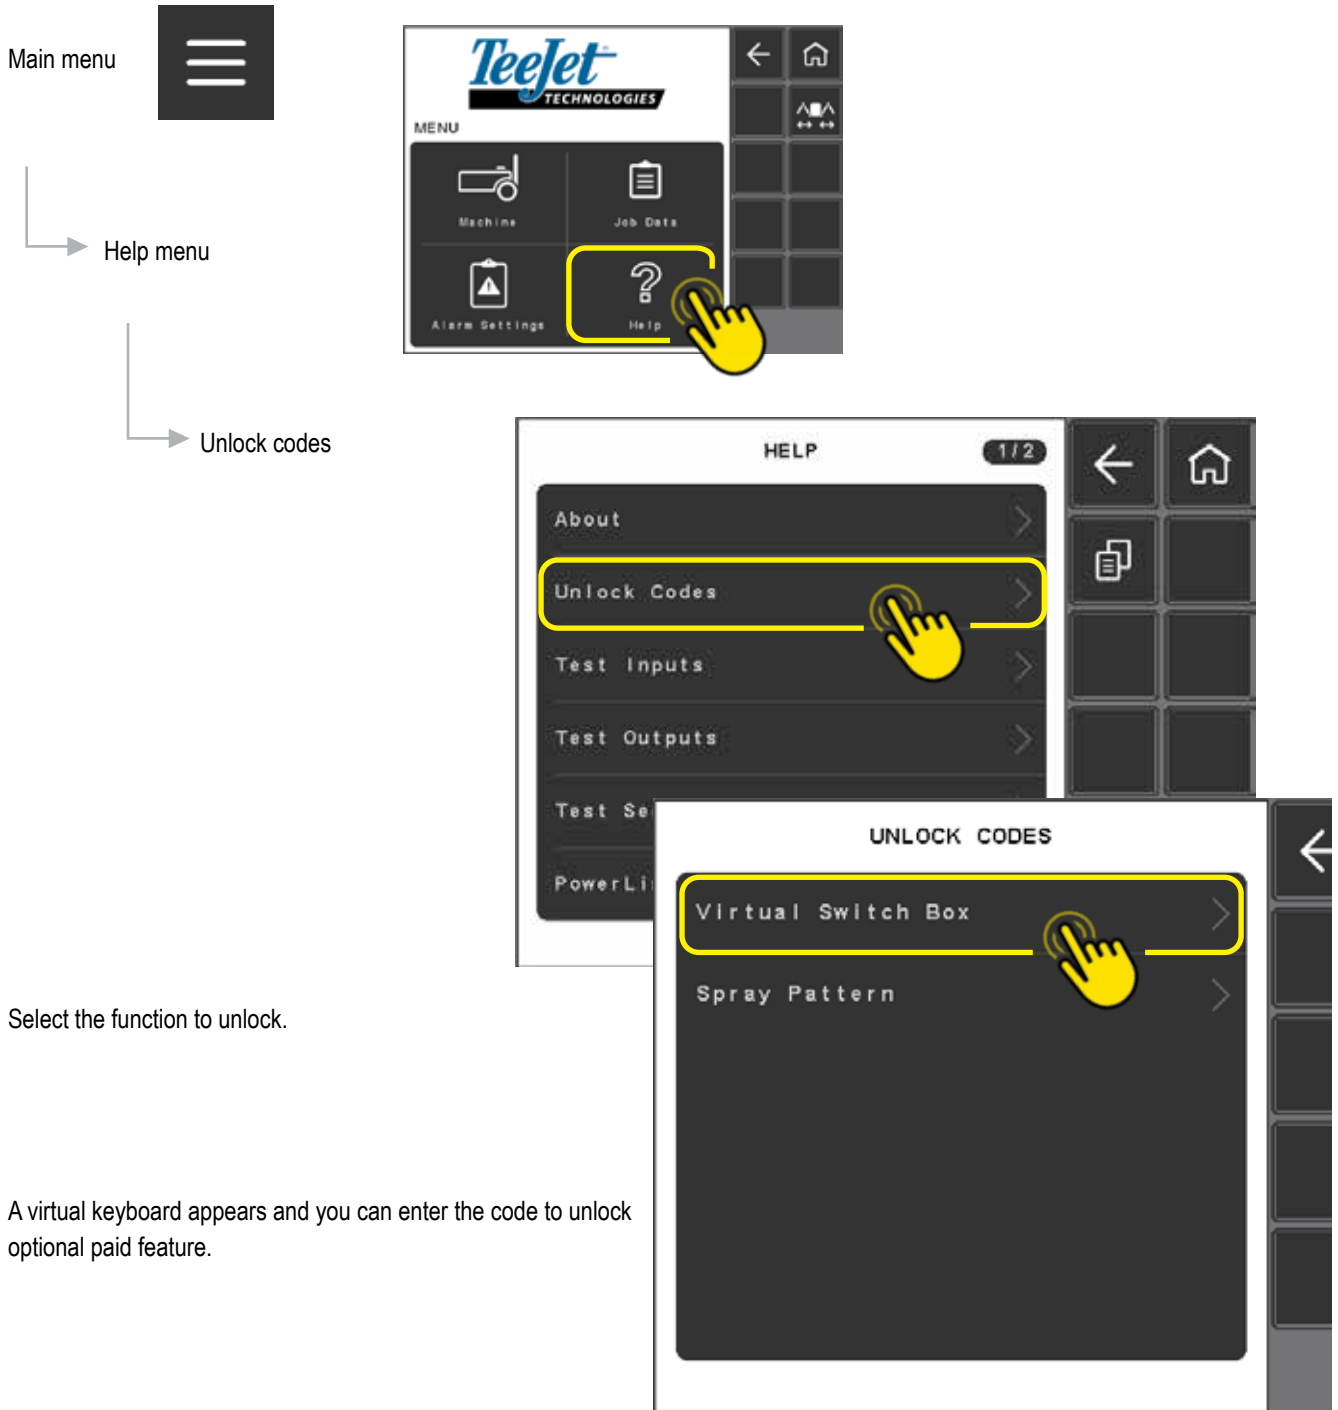 Main menu
TeeJet
TECHNOLOGIES
MENU
Machine
Job Data
Alarm Settings
Help
Help menu
Unlock codes
HELP
1/2
About
Unlock Codes
Test Inputs
Test Outputs
Test Se
PowerLi
UNLOCK CODES
Virtual Switch Box
Spray Pattern
Select the function to unlock.
A virtual keyboard appears and you can enter the code to unlock
optional paid feature.